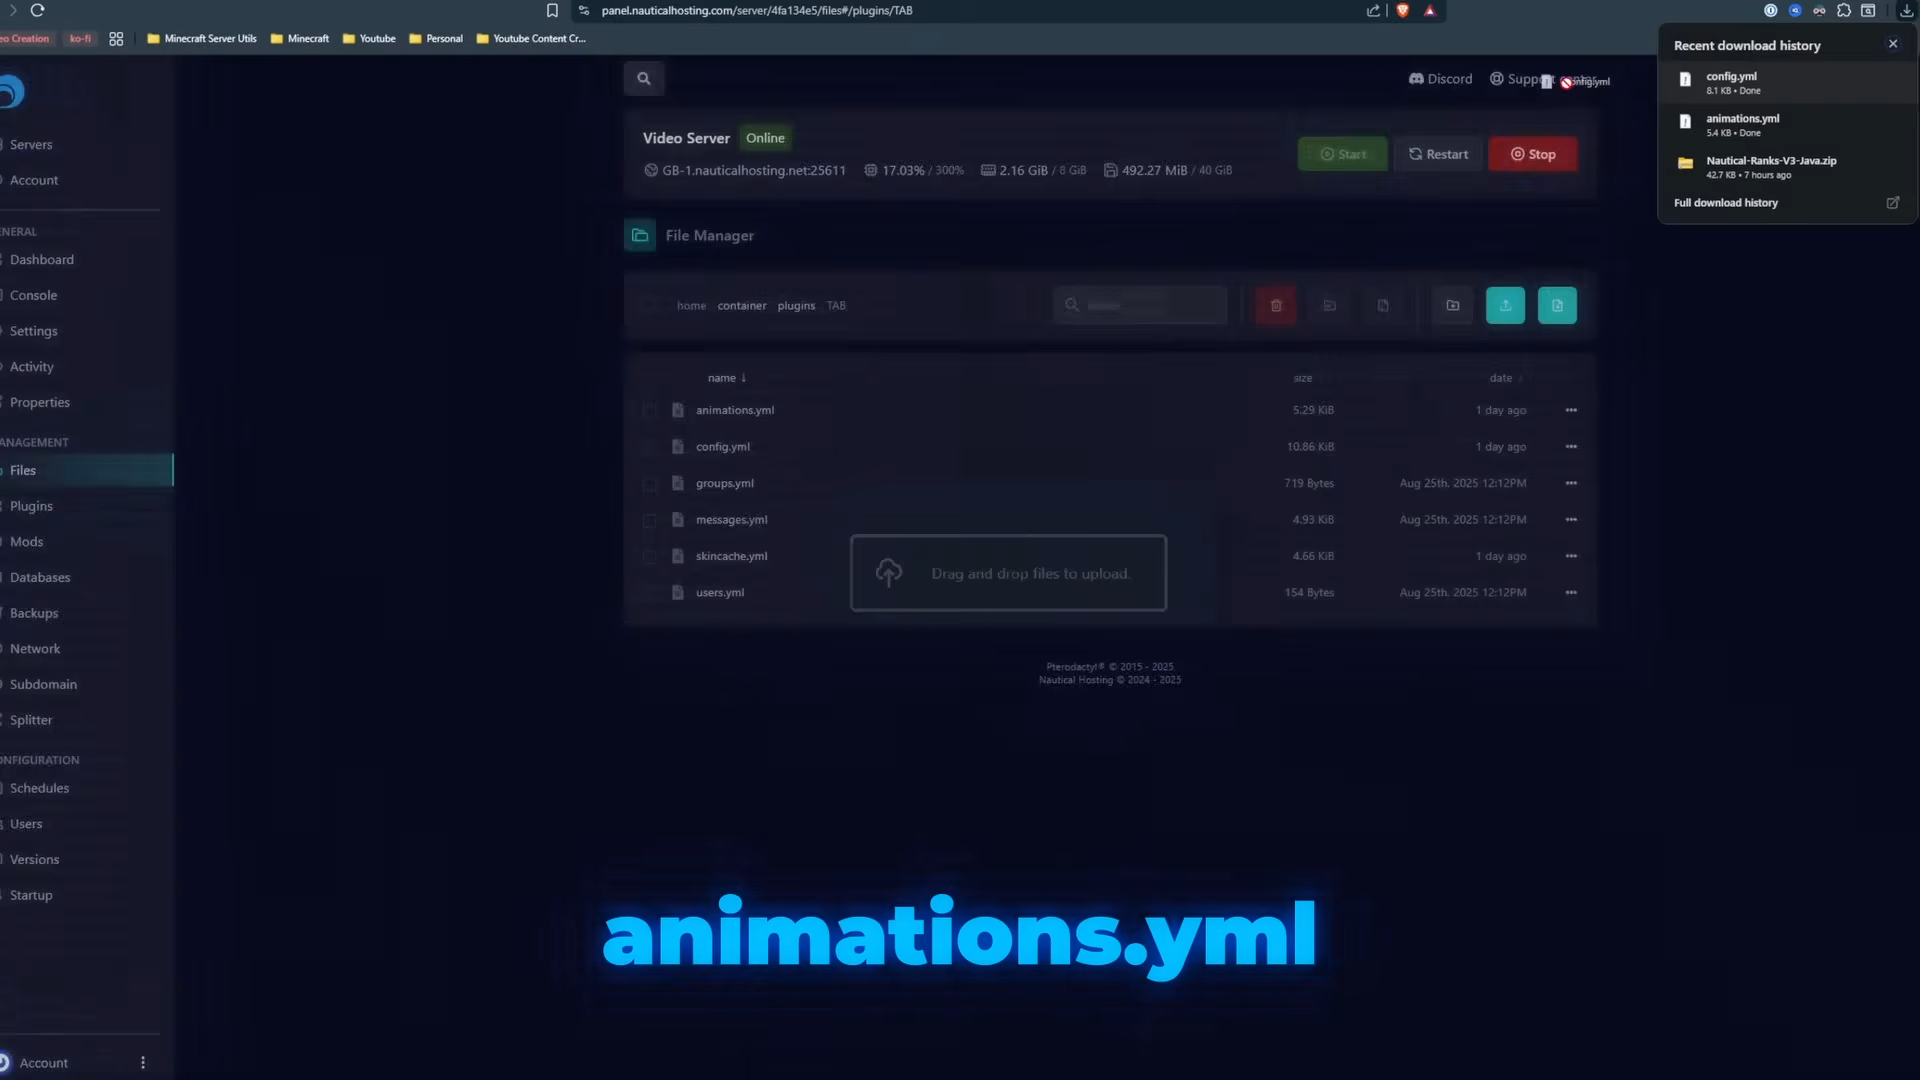 panel.nauticalhosting.com/server/4fa134e5/files#/plugins/TAB
eo Creation
ko-fi
Minecraft Server Utils
Minecraft
Youtube
Personal
Youtube Content Cr...
Recent download history
config.yml
8.1 KB • Done
animations.yml
5.4 KB • Done
Nautical-Ranks-V3-Java.zip
42.7 KB • 7 hours ago
Full download history
Discord
Support
Video Server
Online
GB-1.nauticalhosting.net:25611
17.03% / 300%
2.16 GiB / 8 GiB
492.27 MiB / 40 GiB
Start
Restart
Stop
File Manager
home container plugins TAB
name ↓
size
date ↓
animations.yml
5.29 KiB
1 day ago
config.yml
10.86 KiB
1 day ago
groups.yml
719 Bytes
Aug 25th, 2025 12:12PM
messages.yml
4.93 KiB
Aug 25th, 2025 12:12PM
skincache.yml
4.66 KiB
1 day ago
users.yml
154 Bytes
Aug 25th, 2025 12:12PM
Drag and drop files to upload.
Pterodactyl® © 2015 - 2025
Nautical Hosting © 2024 - 2025
Servers
Account
ENERAL
Dashboard
Console
Settings
Activity
Properties
ANAGEMENT
Files
Plugins
Mods
Databases
Backups
Network
Subdomain
Splitter
ONFIGURATION
Schedules
Users
Versions
Startup
Account
animations.yml